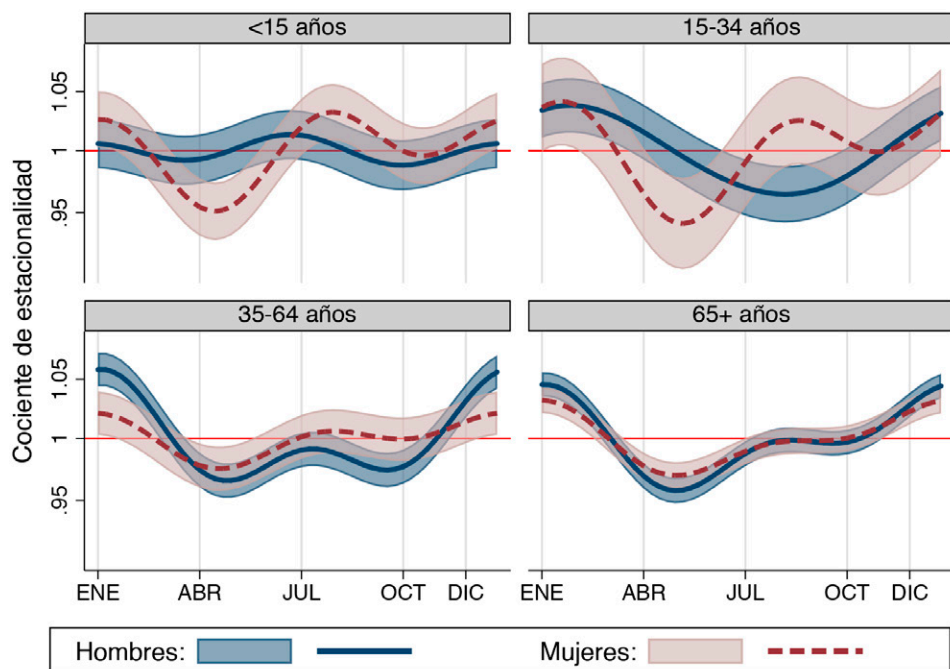 <15 años
15-34 años
Cociente de estacionalidad
1.05
1
.95
35-64 años
65+ años
1.05
1
.95
ENE ABR JUL OCT DIC
ENE ABR JUL OCT DIC
Hombres:
Mujeres: